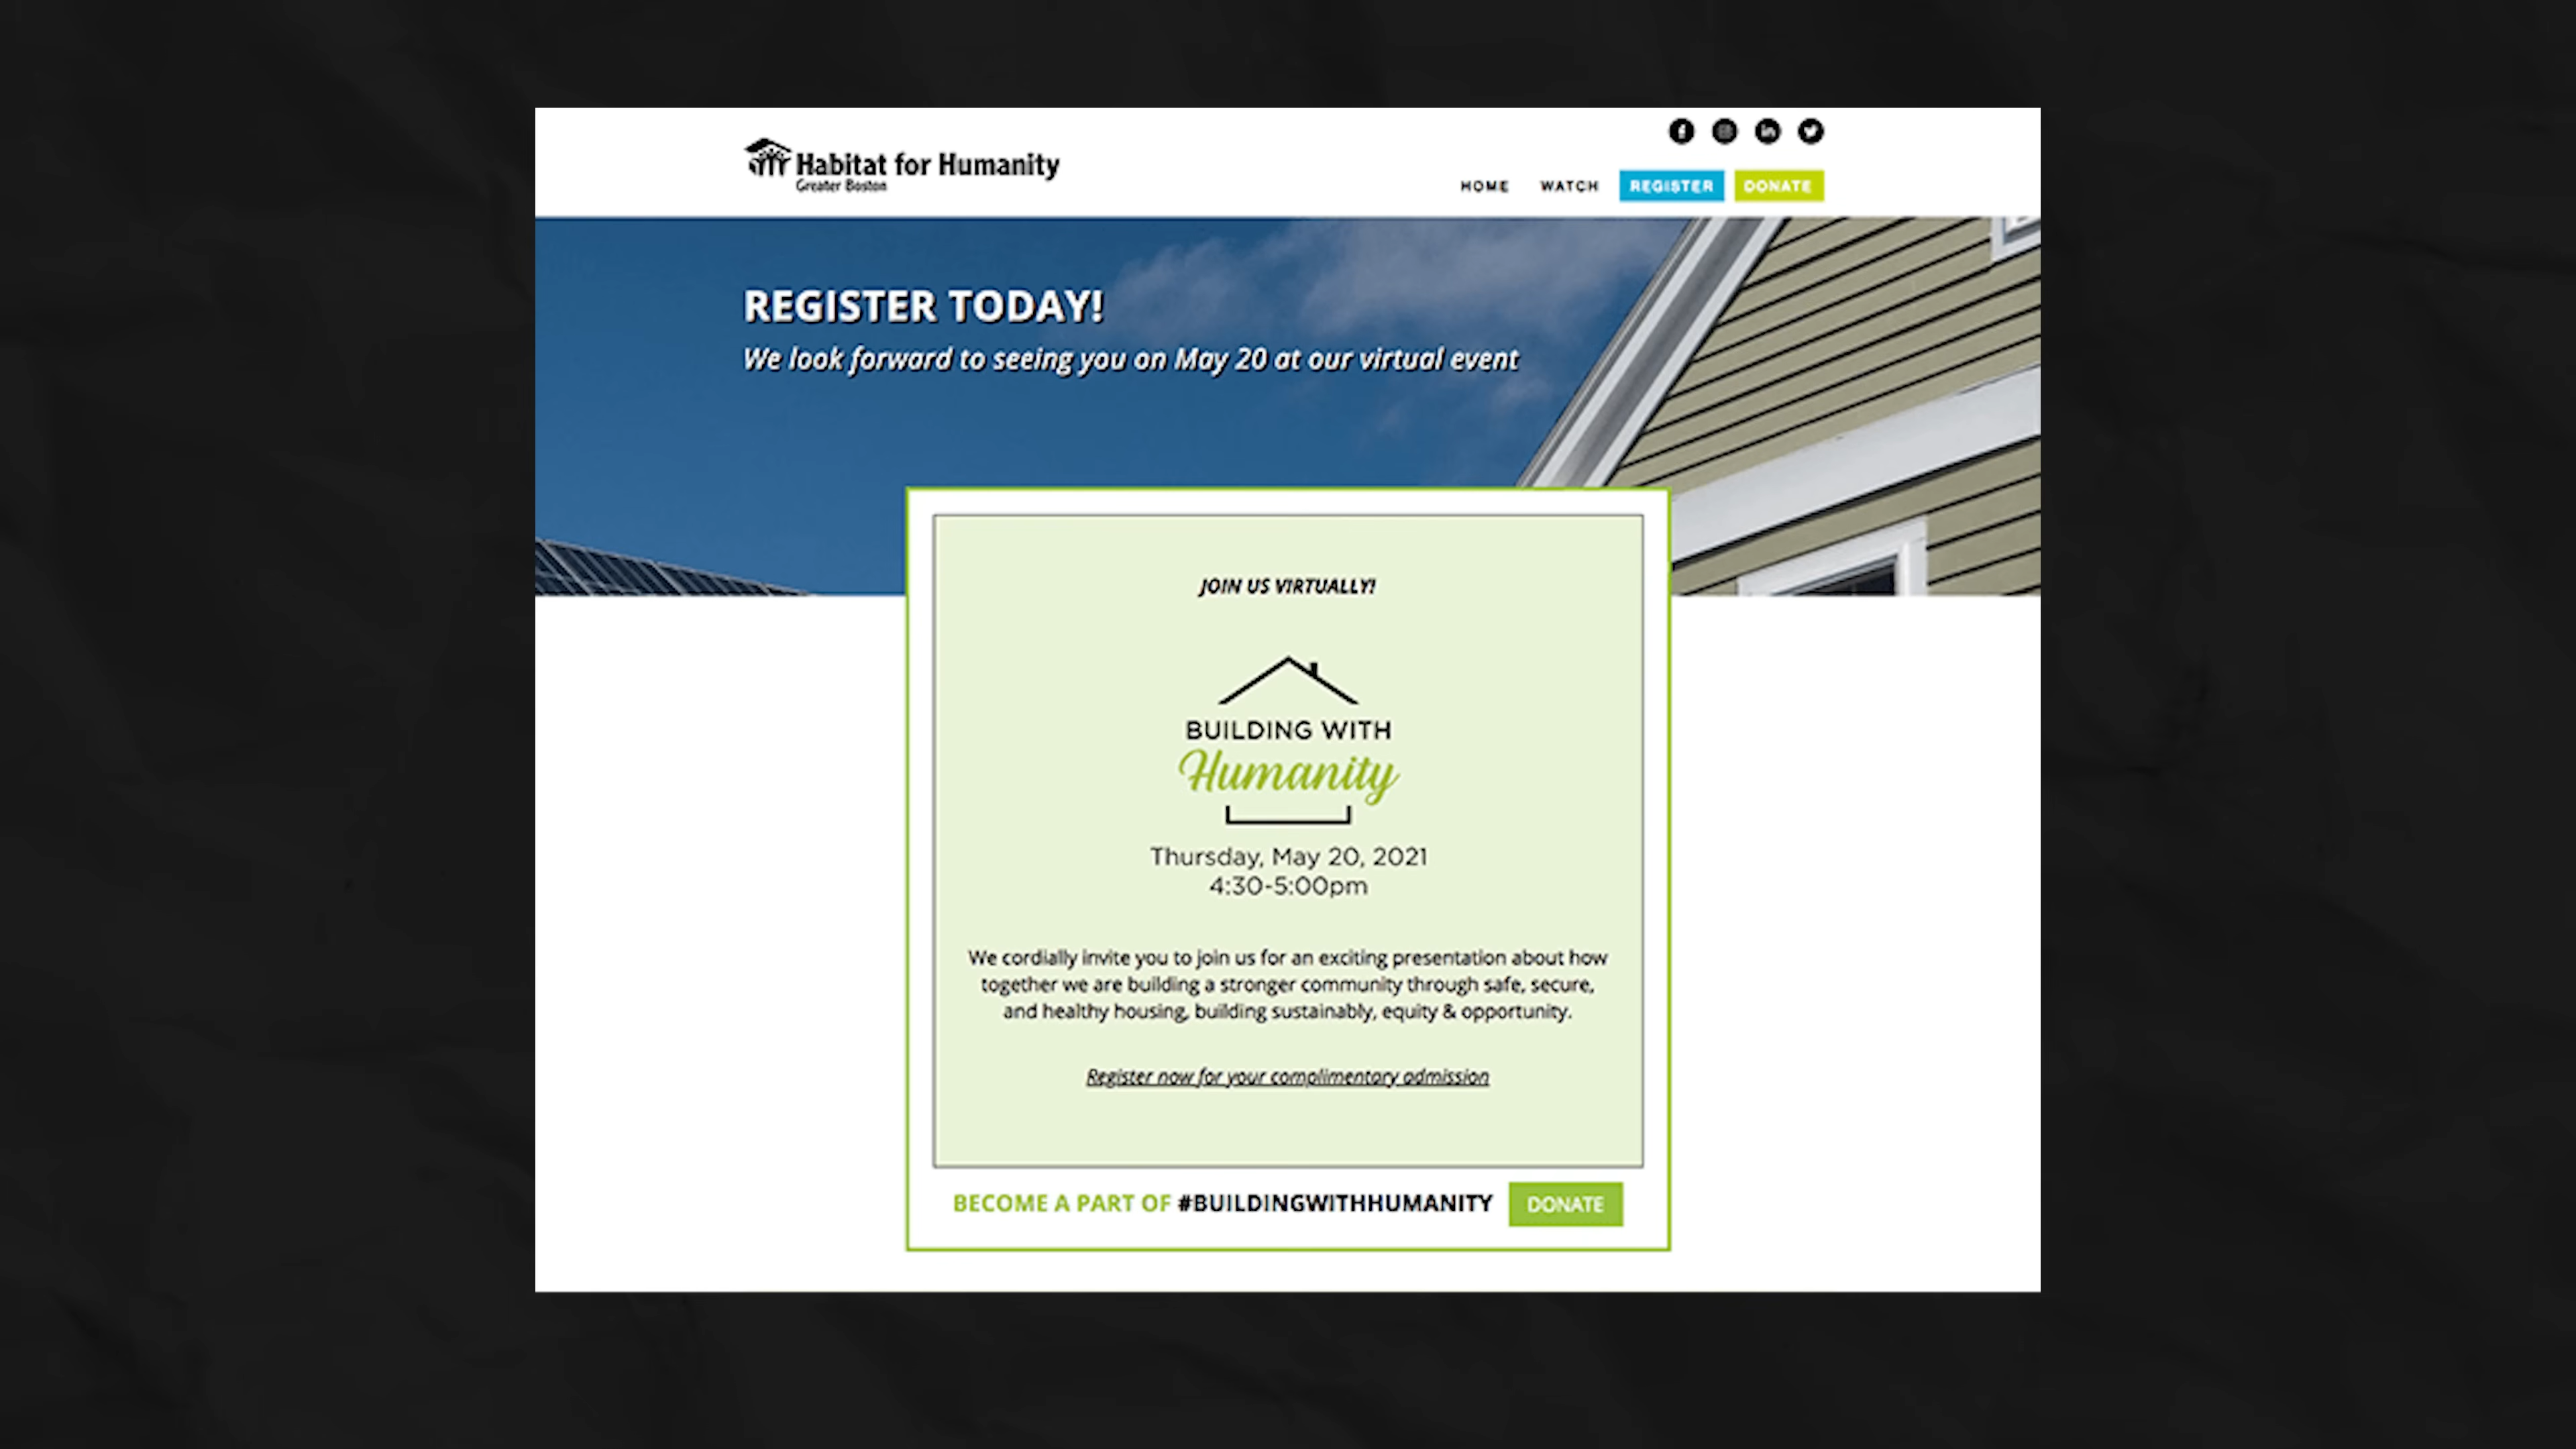 Habitat for Humanity
Greater Boston
HOME WATCH REGISTER DONATE
REGISTER TODAY!
We look forward to seeing you on May 20 at our virtual event
JOIN US VIRTUALLY!
BUILDING WITH
Humanity
Thursday, May 20, 2021
4:30-5:00pm
We cordially invite you to join us for an exciting presentation about how
together we are building a stronger community through safe, secure,
and healthy housing, building sustainably, equity & opportunity.
Register now for your complimentary admission
BECOME A PART OF #BUILDINGWITHHUMANITY DONATE